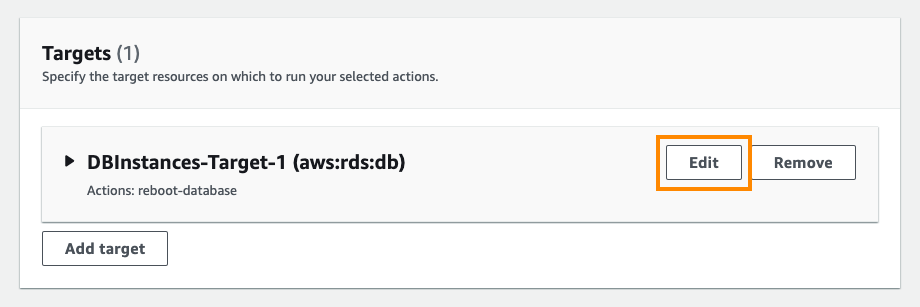 Targets (1)
Specify the target resources on which to run your selected actions.
DBInstances-Target-1 (aws:rds:db)
Edit
Remove
Actions: reboot-database
Add target